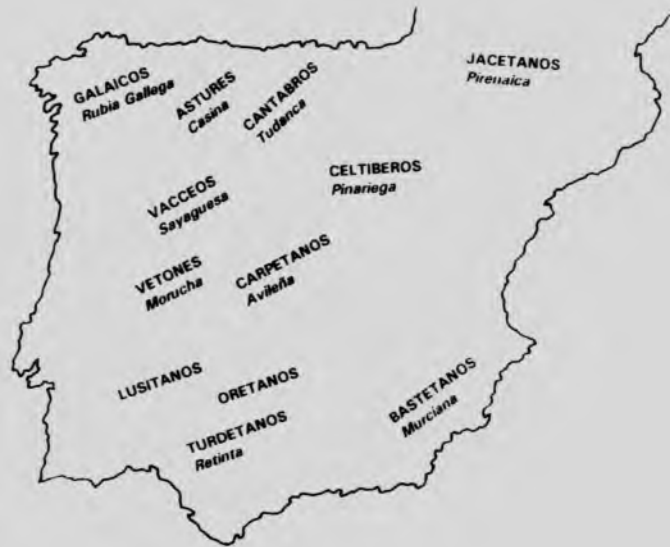 GALAICOS
Rubia Gallega
ASTURES
Casina
CANTABROS
Tudanca
JACETANOS
Pirenaica
VACCEOS
Sayaguesa
CELTIBEROS
Pinariega
VETONES
Morucha
CARPETANOS
Avileña
LUSITANOS
ORETANOS
TURDETANOS
Retinta
BASTETANOS
Murciana